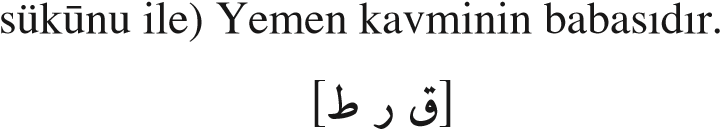 sükūnu ile) Yemen kavminin babasıdır.
[ق ر ط]